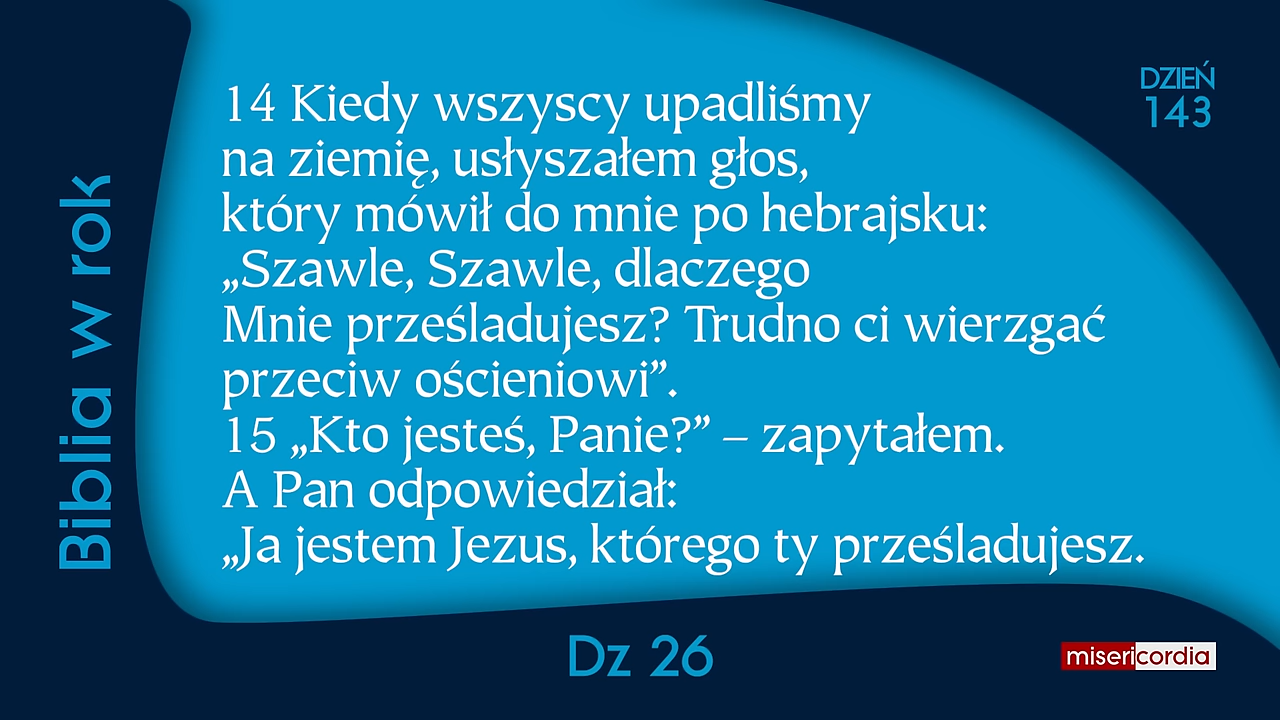 DZIEŃ
143
14 Kiedy wszyscy upadliśmy
na ziemię, usłyszałem głos,
który mówił do mnie po hebrajsku:
„Szawle, Szawle, dlaczego
Mnie prześladujesz? Trudno ci wierzgać
przeciw ościeniowi”.
15 „Kto jesteś, Panie?” – zapytałem.
A Pan odpowiedział:
„Ja jestem Jezus, którego ty prześladujesz.
Biblia w rok
Dz 26
misericordia